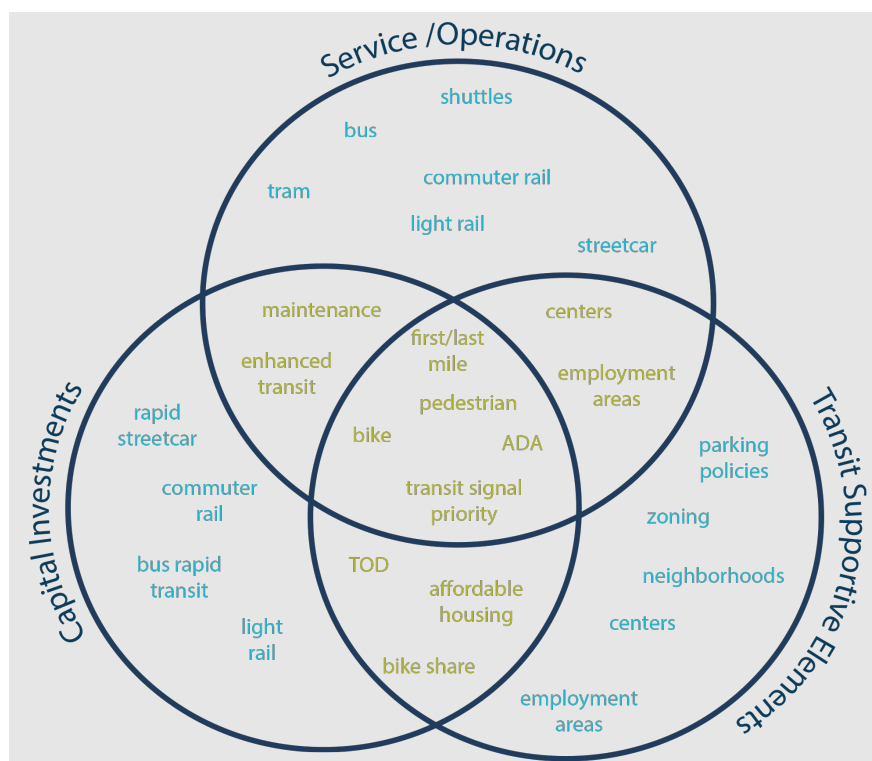 Service /Operations
shuttles
bus
commuter rail
tram
light rail
streetcar
maintenance
centers
first/last
mile
enhanced
transit
employment
areas
pedestrian
bike
ADA
transit signal
priority
Capital Investments
rapid
streetcar
commuter
rail
bus rapid
transit
light
rail
TOD
affordable
housing
bike share
Transit Supportive Elements
parking
policies
zoning
neighborhoods
centers
employment
areas